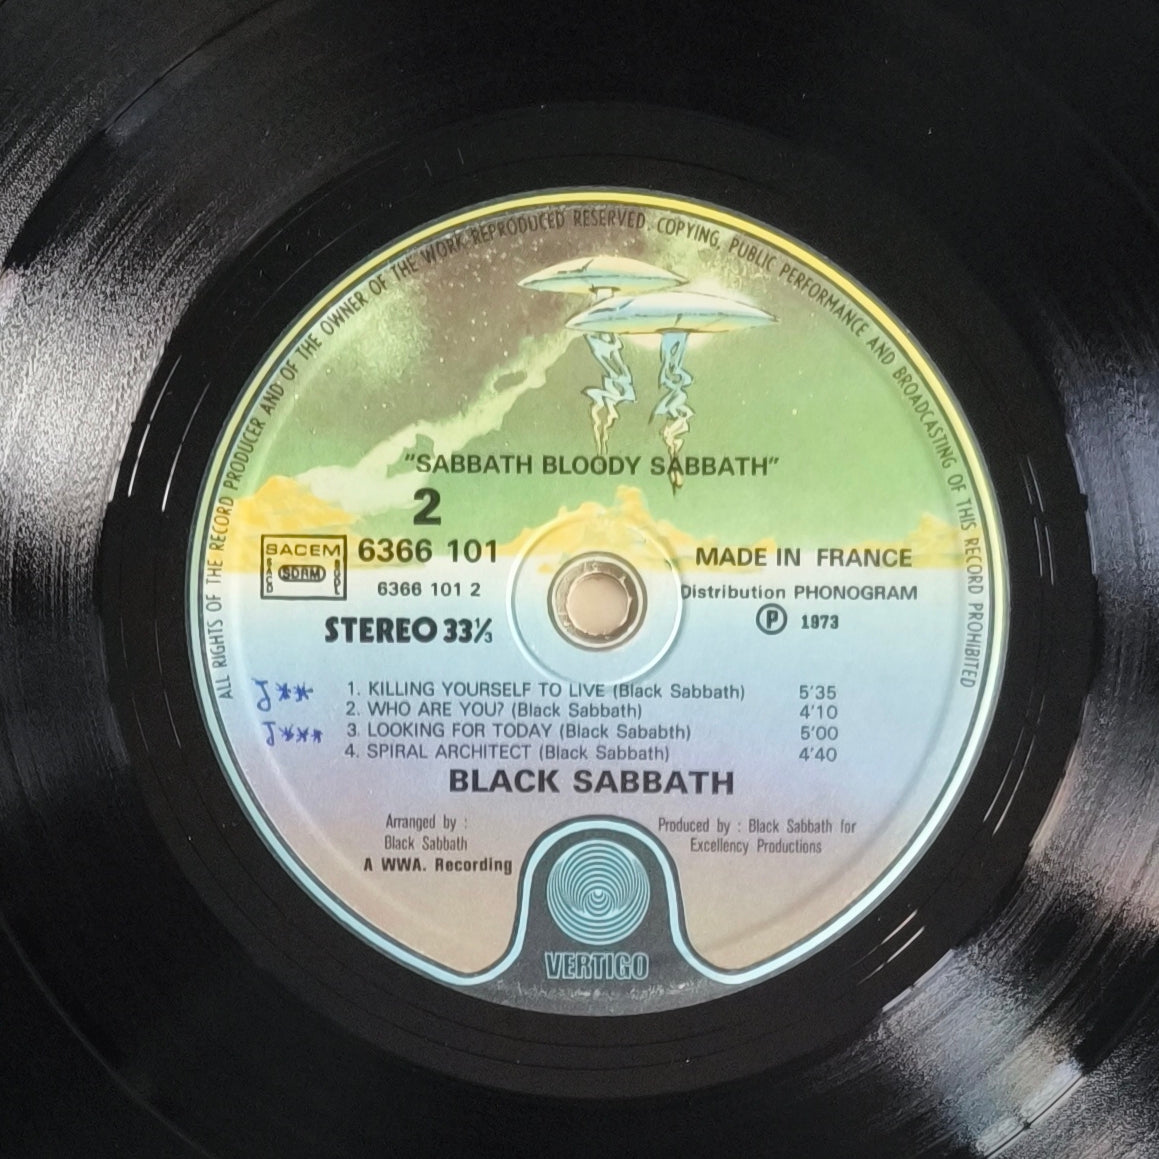 ALL RIGHTS OF THE RECORD PRODUCER AND OF THE OWNER OF THE WORK REPRODUCED RESERVED. COPYING, PUBLIC PERFORMANCE AND BROADCASTING OF THIS RECORD PROHIBITED
"SABBATH BLOODY SABBATH"
2
SACEM
SDRM
6366 101
MADE IN FRANCE
6366 101 2
Distribution PHONOGRAM
STEREO 33⅓
Ⓟ 1973
J**
1. KILLING YOURSELF TO LIVE (Black Sabbath) 5'35
2. WHO ARE YOU? (Black Sabbath) 4'10
J***
3. LOOKING FOR TODAY (Black Sababth) 5'00
4. SPIRAL ARCHITECT (Black Sabbath) 4'40
BLACK SABBATH
Arranged by :
Black Sabbath
Produced by : Black Sabbath for
Excellency Productions
A WWA. Recording
VERTIGO